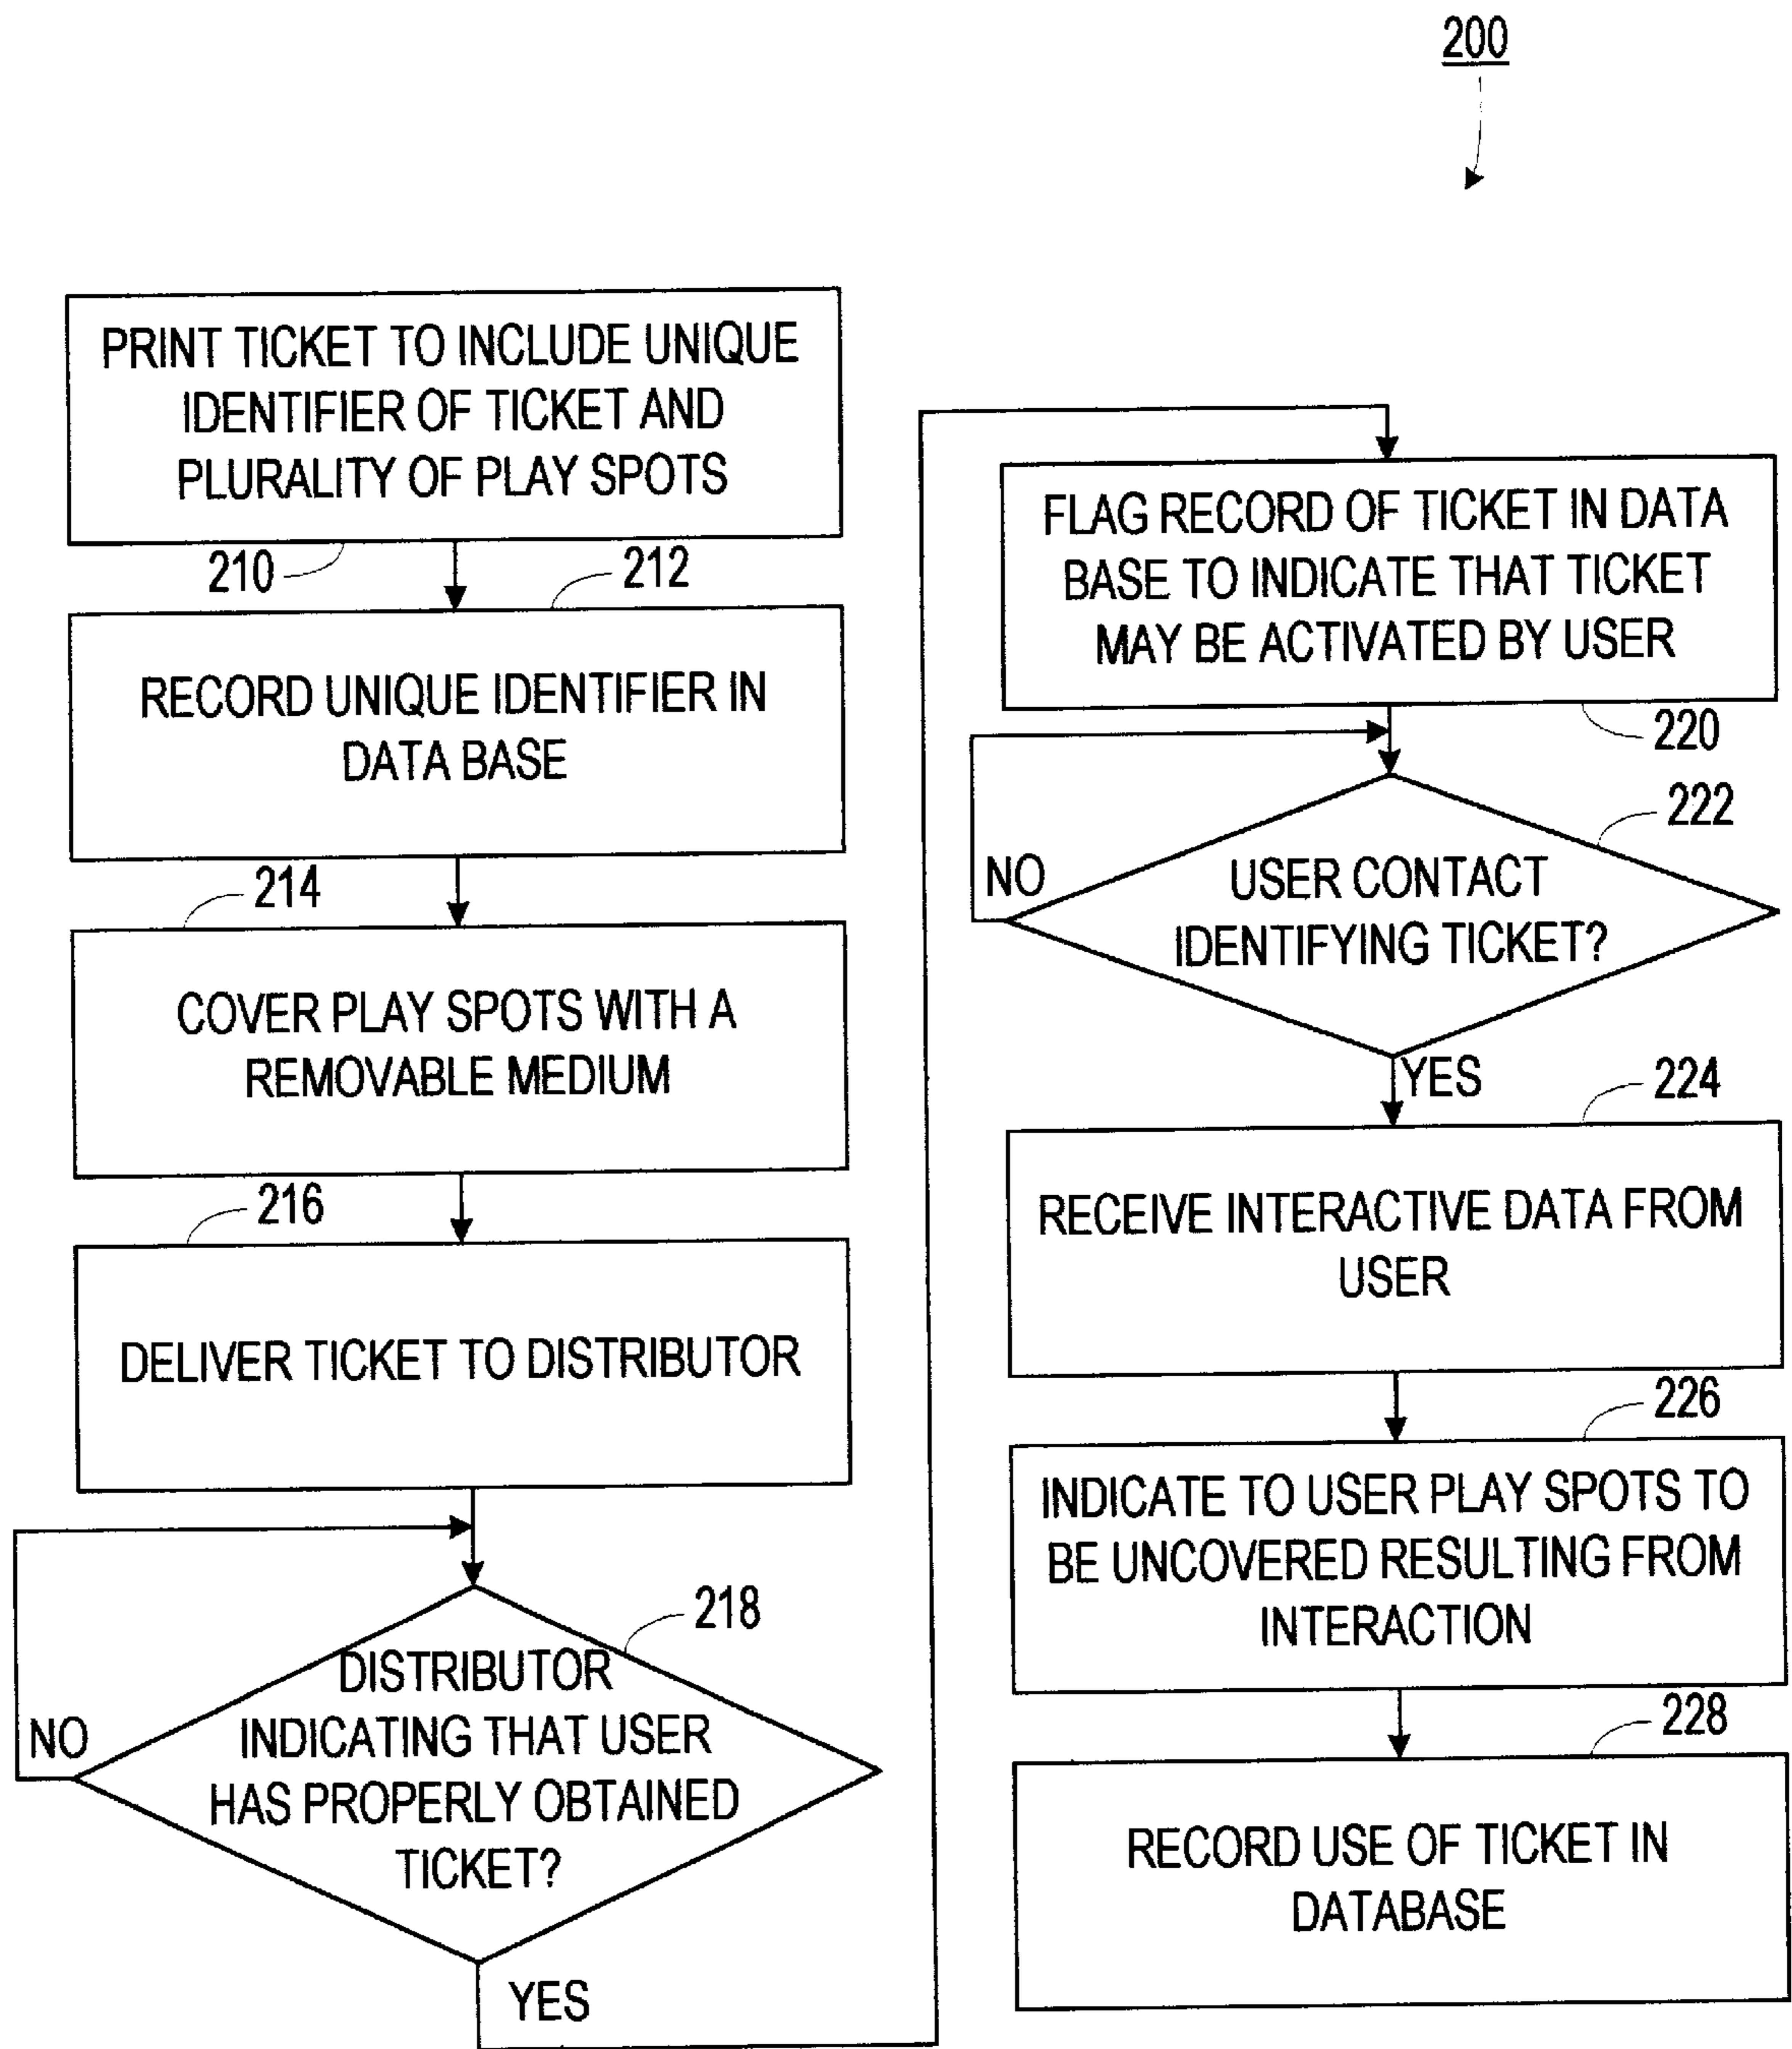 200
PRINT TICKET TO INCLUDE UNIQUE
IDENTIFIER OF TICKET AND
PLURALITY OF PLAY SPOTS
210
212
RECORD UNIQUE IDENTIFIER IN
DATA BASE
214
COVER PLAY SPOTS WITH A
REMOVABLE MEDIUM
216
DELIVER TICKET TO DISTRIBUTOR
218
DISTRIBUTOR
INDICATING THAT USER
HAS PROPERLY OBTAINED
TICKET?
NO
YES
FLAG RECORD OF TICKET IN DATA
BASE TO INDICATE THAT TICKET
MAY BE ACTIVATED BY USER
220
222
USER CONTACT
IDENTIFYING TICKET?
NO
YES
224
RECEIVE INTERACTIVE DATA FROM
USER
226
INDICATE TO USER PLAY SPOTS TO
BE UNCOVERED RESULTING FROM
INTERACTION
228
RECORD USE OF TICKET IN
DATABASE